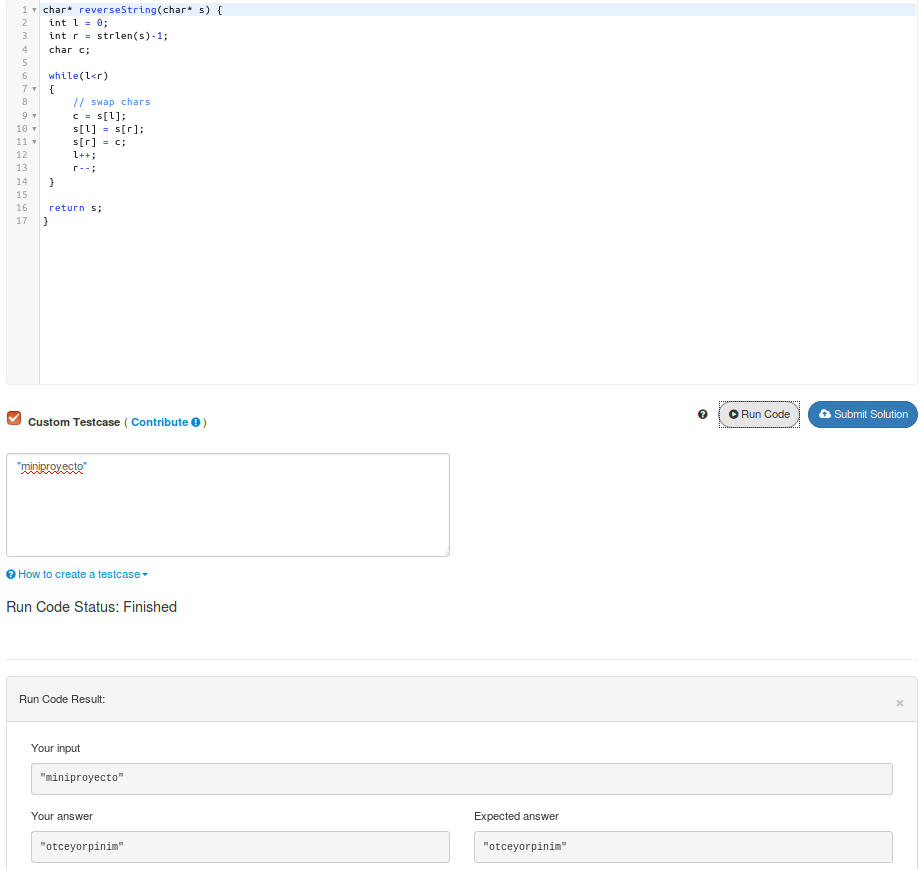 1 char* reverseString(char* s) {
2 int l = 0;
3 int r = strlen(s)-1;
4 char c;
5
6 while(l<r)
7 {
8 // swap chars
9 c = s[l];
10 s[l] = s[r];
11 s[r] = c;
12 l++;
13 r--;
14 }
15
16 return s;
17 }
Custom Testcase ( Contribute )
Run Code Submit Solution
"miniproyecto"
How to create a testcase
Run Code Status: Finished
Run Code Result: ×
Your input
"miniproyecto"
Your answer Expected answer
"otceyorpinim" "otceyorpinim"